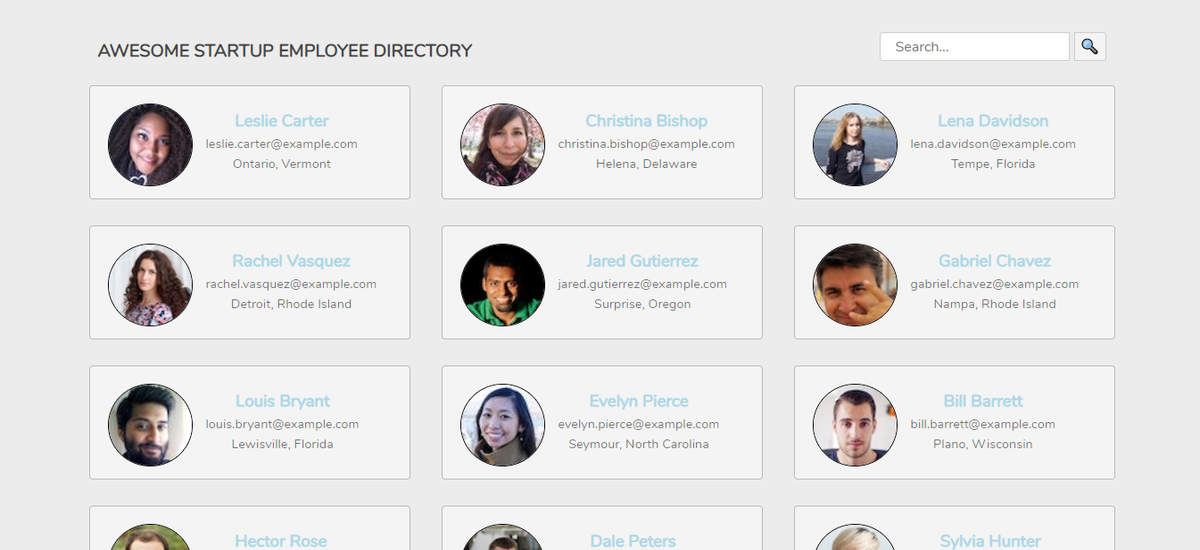 AWESOME STARTUP EMPLOYEE DIRECTORY
Search...
Leslie Carter
leslie.carter@example.com
Ontario, Vermont
Christina Bishop
christina.bishop@example.com
Helena, Delaware
Lena Davidson
lena.davidson@example.com
Tempe, Florida
Rachel Vasquez
rachel.vasquez@example.com
Detroit, Rhode Island
Jared Gutierrez
jared.gutierrez@example.com
Surprise, Oregon
Gabriel Chavez
gabriel.chavez@example.com
Nampa, Rhode Island
Louis Bryant
louis.bryant@example.com
Lewisville, Florida
Evelyn Pierce
evelyn.pierce@example.com
Seymour, North Carolina
Bill Barrett
bill.barrett@example.com
Plano, Wisconsin
Hector Rose
Dale Peters
Sylvia Hunter